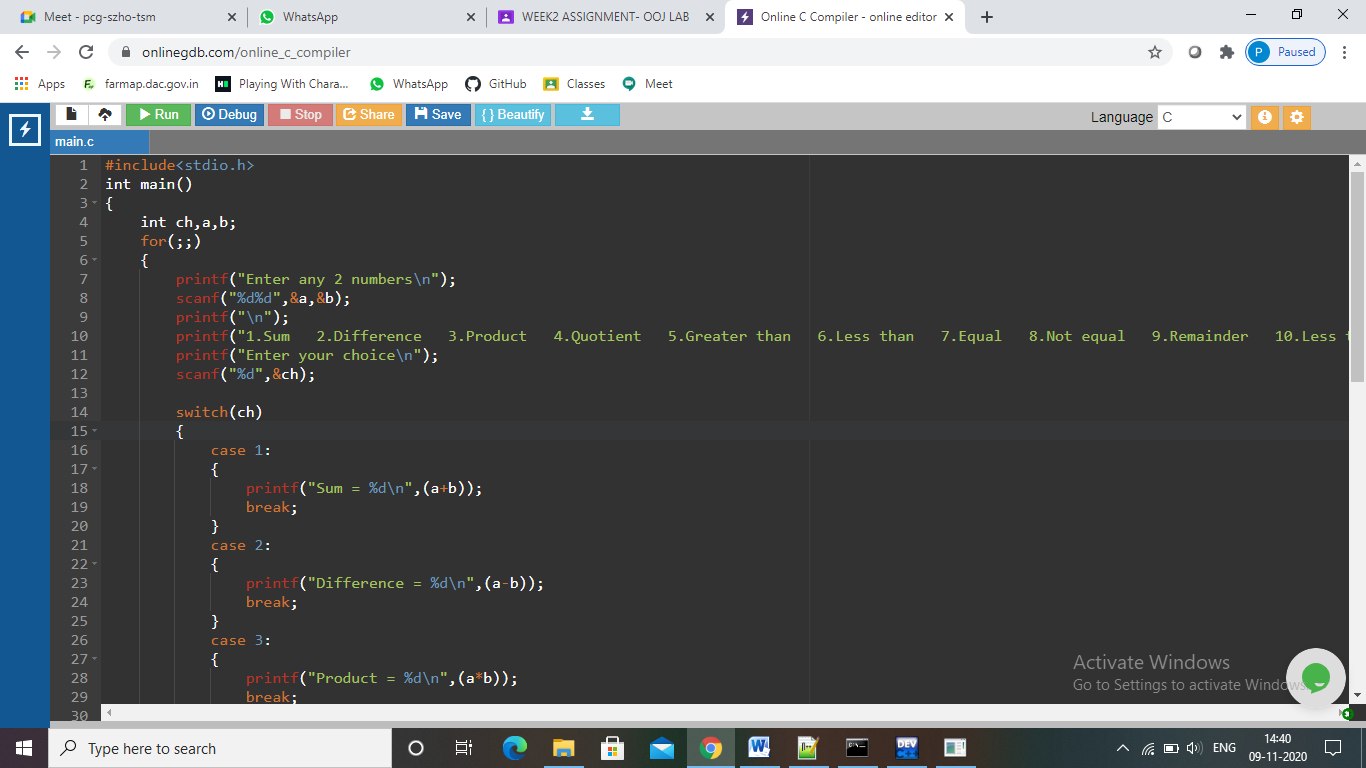 Meet - pcg-szho-tsm
WhatsApp
WEEK2 ASSIGNMENT- OOJ LAB
Online C Compiler - online editor
onlinegdb.com/online_c_compiler
P Paused
Apps farmap.dac.gov.in Playing With Chara... WhatsApp GitHub Classes Meet
Run Debug Stop Share Save { } Beautify
Language C
main.c
1 #include<stdio.h>
2 int main()
3 {
4 int ch,a,b;
5 for(;;)
6 {
7 printf("Enter any 2 numbers\n");
8 scanf("%d%d",&a,&b);
9 printf("\n");
10 printf("1.Sum   2.Difference   3.Product   4.Quotient   5.Greater than   6.Less than   7.Equal   8.Not equal   9.Remainder   10.Less
11 printf("Enter your choice\n");
12 scanf("%d",&ch);
13
14 switch(ch)
15 {
16 case 1:
17 {
18 printf("Sum = %d\n",(a+b));
19 break;
20 }
21 case 2:
22 {
23 printf("Difference = %d\n",(a-b));
24 break;
25 }
26 case 3:
27 {
28 printf("Product = %d\n",(a*b));
29 break;
30
Activate Windows
Go to Settings to activate Windows.
Type here to search
DEV
ENG
14:40
09-11-2020